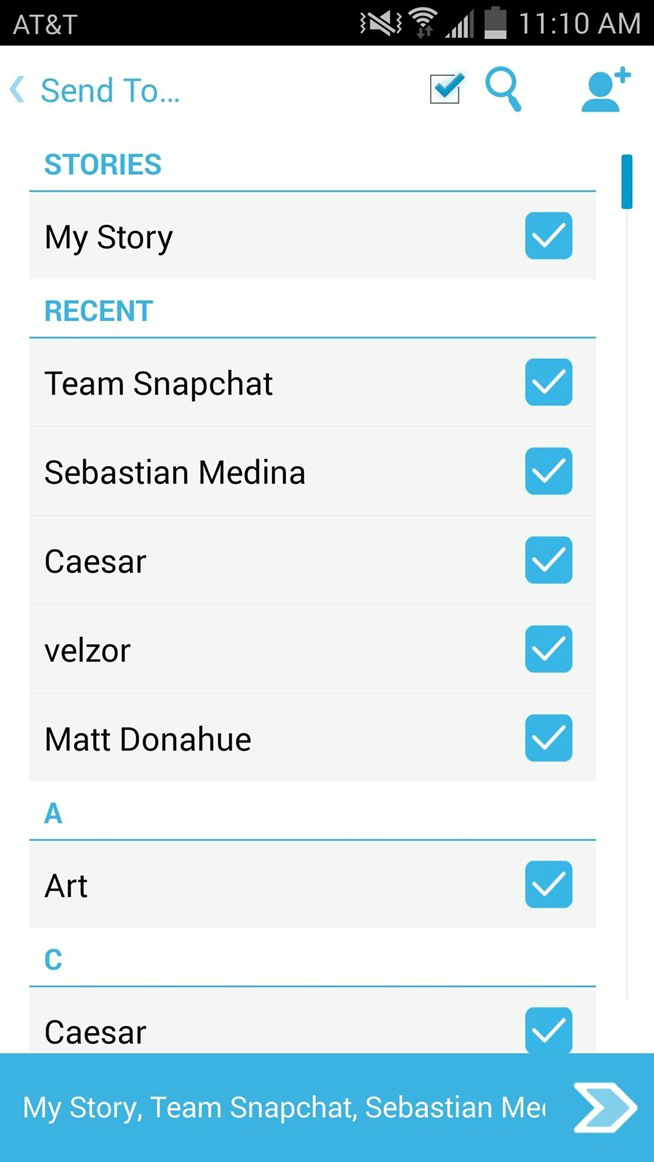 AT&T 11:10 AM
Send To...
STORIES
My Story
RECENT
Team Snapchat
Sebastian Medina
Caesar
velzor
Matt Donahue
A
Art
C
Caesar
My Story, Team Snapchat, Sebastian Me